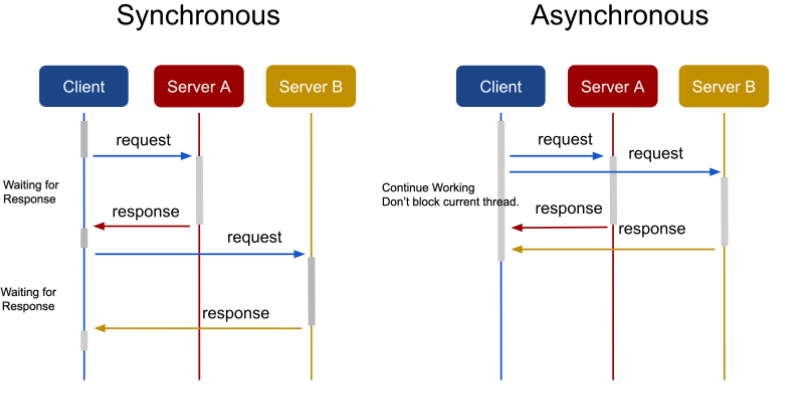 Synchronous
Client
Server A
Server B
request
Waiting for
Response
response
request
Waiting for
Response
response
Asynchronous
Client
Server A
Server B
request
request
Continue Working
Don't block current thread.
response
response